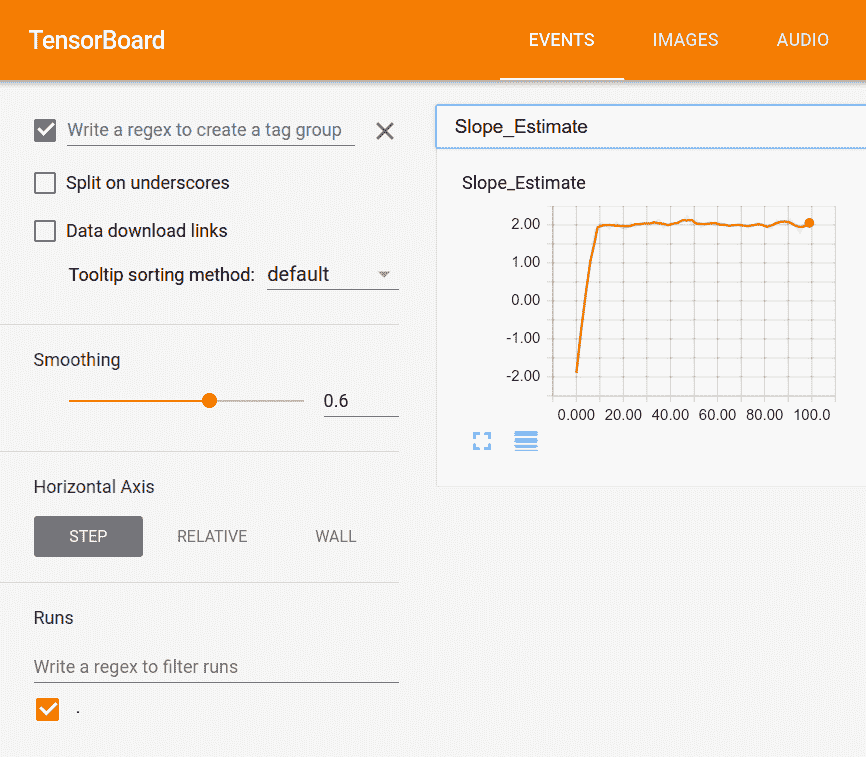 TensorBoard
EVENTS
IMAGES
AUDIO
Write a regex to create a tag group
Split on underscores
Data download links
Tooltip sorting method: default
Smoothing
0.6
Horizontal Axis
STEP
RELATIVE
WALL
Runs
Write a regex to filter runs
.
Slope_Estimate
Slope_Estimate
2.00
1.00
0.00
-1.00
-2.00
0.000 20.00 40.00 60.00 80.00 100.0